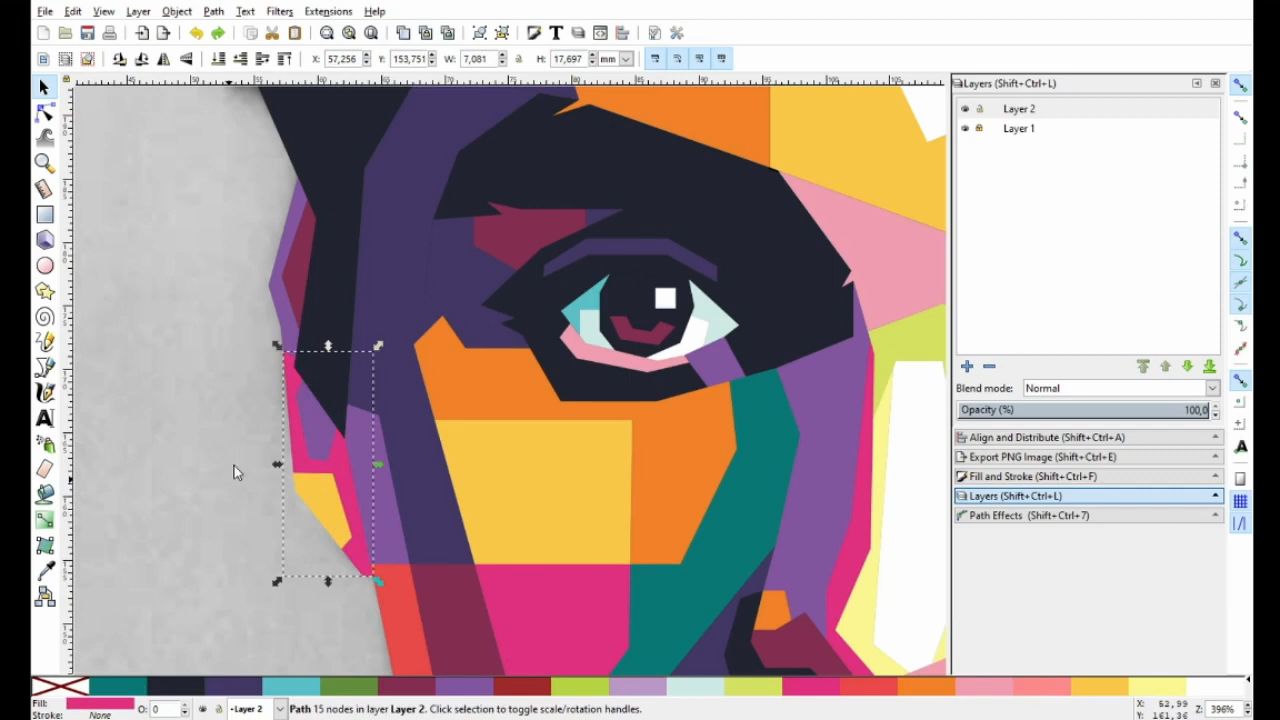 File Edit View Layer Object Path Text Filters Extensions Help
X: 57,256 Y: 153,751 W: 7,081 H: 17,697 mm
Layers (Shift+Ctrl+L)
Layer 2
Layer 1
Blend mode: Normal
Opacity (%) 100,0
Align and Distribute (Shift+Ctrl+A)
Export PNG Image (Shift+Ctrl+E)
Fill and Stroke (Shift+Ctrl+F)
Layers (Shift+Ctrl+L)
Path Effects (Shift+Ctrl+7)
Fill: O: 0 -Layer 2 Path 15 nodes in layer Layer 2. Click selection to toggle scale/rotation handles. X: 52,99 Z: 396%
Stroke: None Y: 161,36